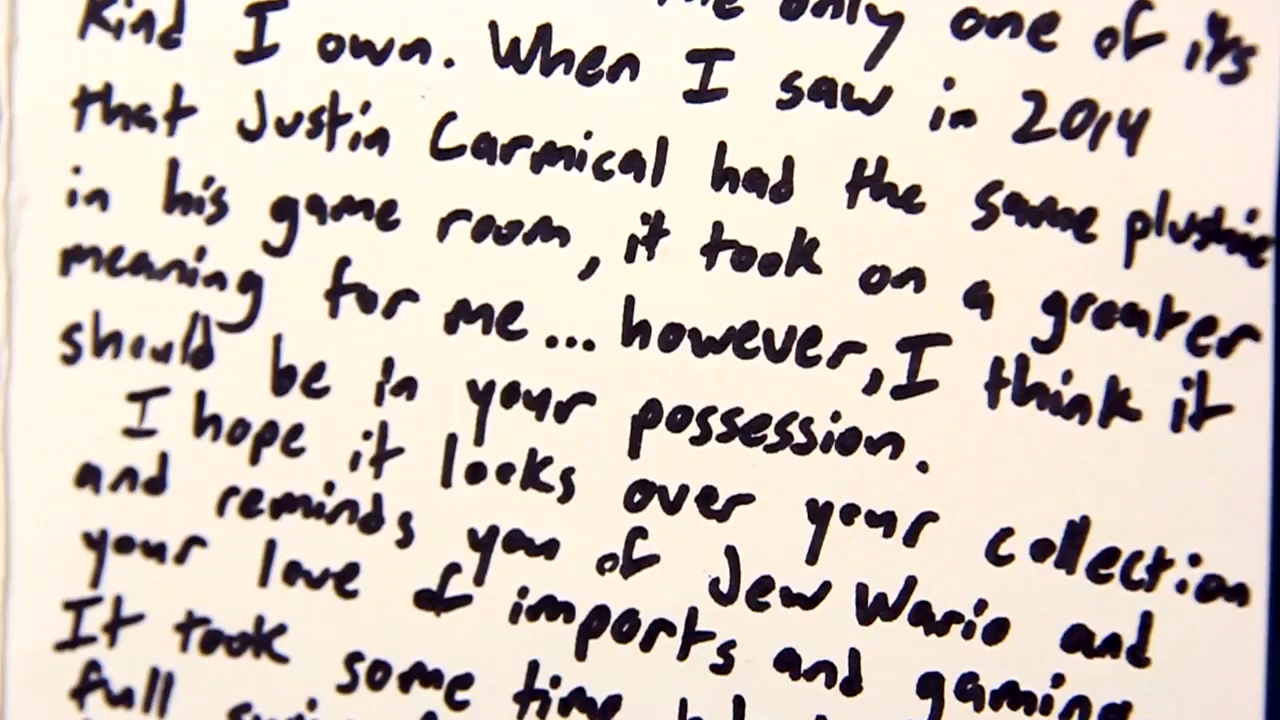 only one of its
Kind I own. When I saw in 2014
that Justin Carmical had the same plushie
in his game room, it took on a greater
meaning for me... however, I think it
should be in your possession.
I hope it looks over your collection
and reminds you of Jew Wario and
your love of imports and gaming
It took some time
full